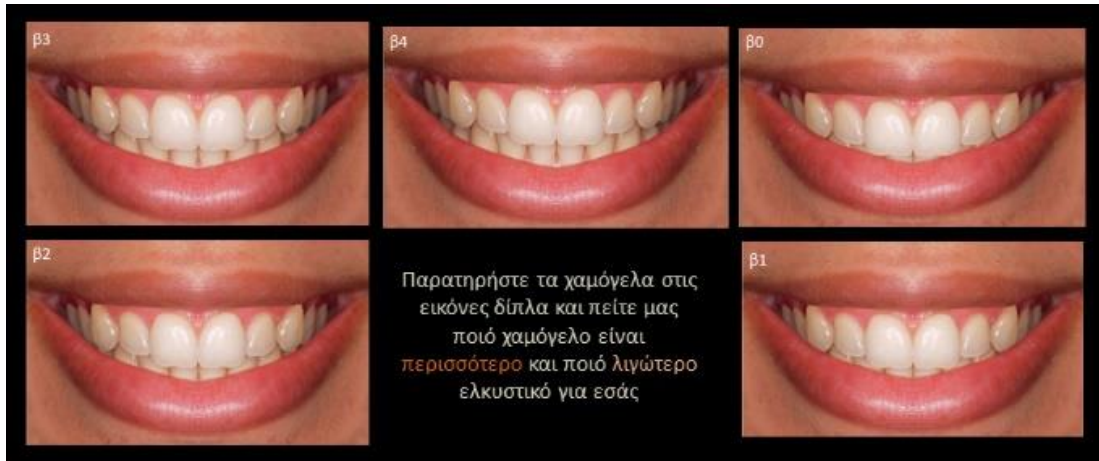 β3
β4
β0
β2
β1
Παρατηρήστε τα χαμόγελα στις
εικόνες δίπλα και πείτε μας
ποιό χαμόγελο είναι
περισσότερο και ποιό λιγώτερο
ελκυστικό για εσάς